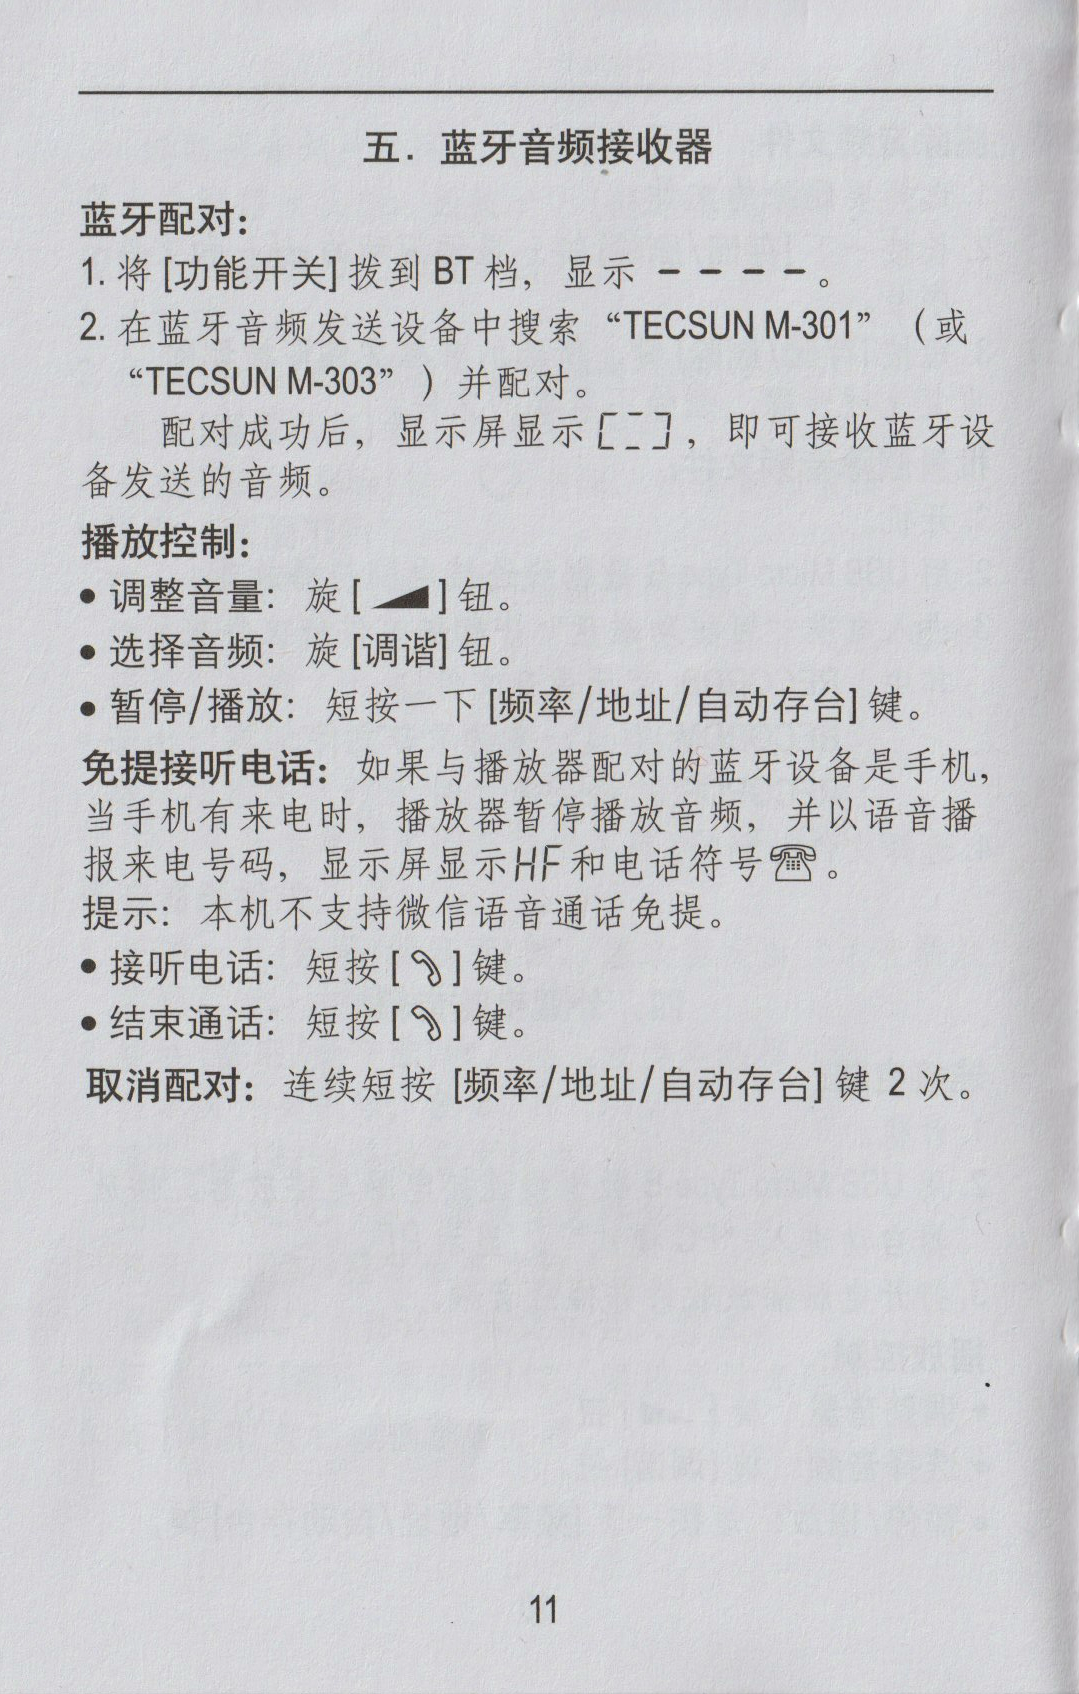 五. 蓝牙音频接收器
蓝牙配对:
1. 将 [功能开关] 拨到 BT 档, 显示 – – – – 。
2. 在蓝牙音频发送设备中搜索 “TECSUN M-301” (或
“TECSUN M-303” ) 并配对。
配对成功后, 显示屏显示 [ – – ] , 即可接收蓝牙设
备发送的音频。
播放控制:
● 调整音量: 旋 [ ◢ ] 钮。
● 选择音频: 旋 [调谐] 钮。
● 暂停/播放: 短按一下 [频率/地址/自动存台] 键。
免提接听电话: 如果与播放器配对的蓝牙设备是手机,
当手机有来电时, 播放器暂停播放音频, 并以语音播
报来电号码, 显示屏显示HF和电话符号☎。
提示: 本机不支持微信语音通话免提。
● 接听电话: 短按 [ ✆ ] 键。
● 结束通话: 短按 [ ✆ ] 键。
取消配对: 连续短按 [频率/地址/自动存台] 键 2 次。
11